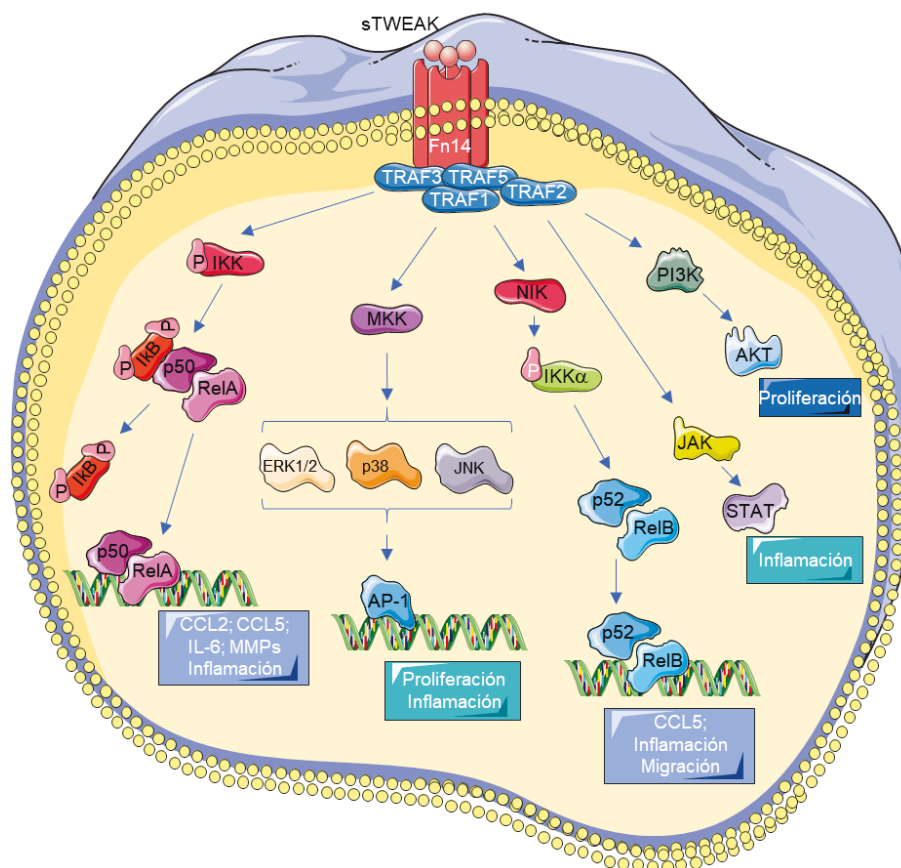 sTWEAK
Fn14
TRAF3
TRAF5
TRAF1
TRAF2
P
IKK
P
P
IkB
p50
RelA
P
P
IkB
p50
RelA
CCL2; CCL5;
IL-6; MMPs
Inflamación
MKK
ERK1/2
p38
JNK
AP-1
Proliferación
Inflamación
NIK
P
IKKα
p52
RelB
p52
RelB
CCL5;
Inflamación
Migración
JAK
STAT
Inflamación
PI3K
AKT
Proliferación